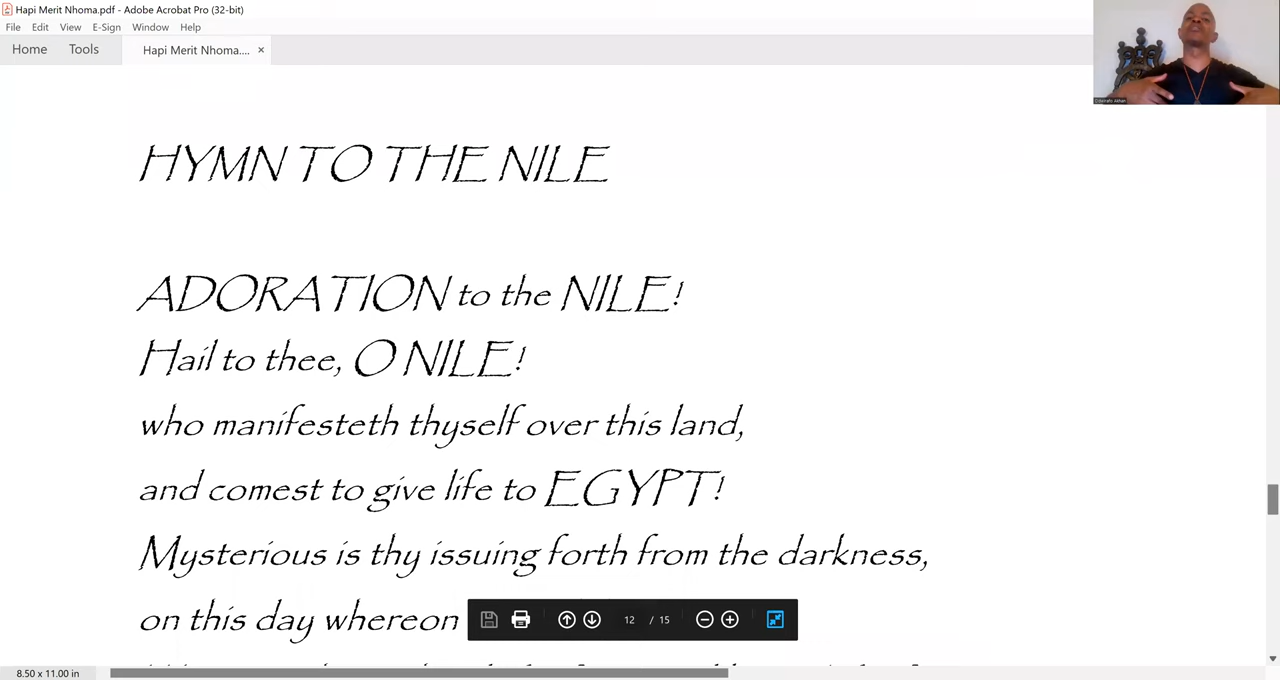 Hapi Merit Nhoma.pdf - Adobe Acrobat Pro (32-bit)
File Edit View E-Sign Window Help
Home Tools Hapi Merit Nhoma.... ×
HYMN TO THE NILE
ADORATION to the NILE!
Hail to thee, O NILE!
who manifesteth thyself over this land,
and comest to give life to EGYPT!
Mysterious is thy issuing forth from the darkness,
on this day whereon
12 / 15
8.50 x 11.00 in